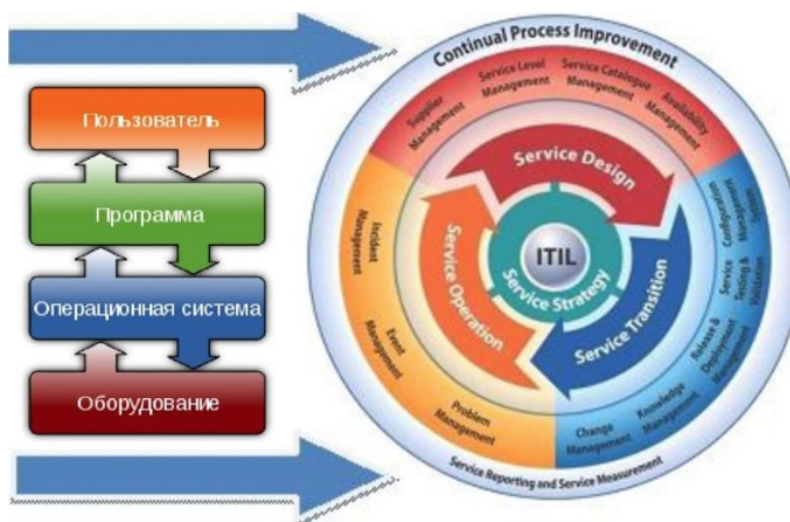 Пользователь
Программа
Операционная система
Оборудование
Continual Process Improvement
Supplier
Management
Service Level
Management
Service Catalogue
Management
Availability
Management
Service Configuration
Management
System
Service
Testing &
Validation
Release &
Deployment
Management
Knowledge
Management
Change
Management
Problem
Management
Event
Management
Incident
Management
Service Design
Service Transition
Service Operation
ITIL
Service Strategy
Service Reporting and Service Measurement